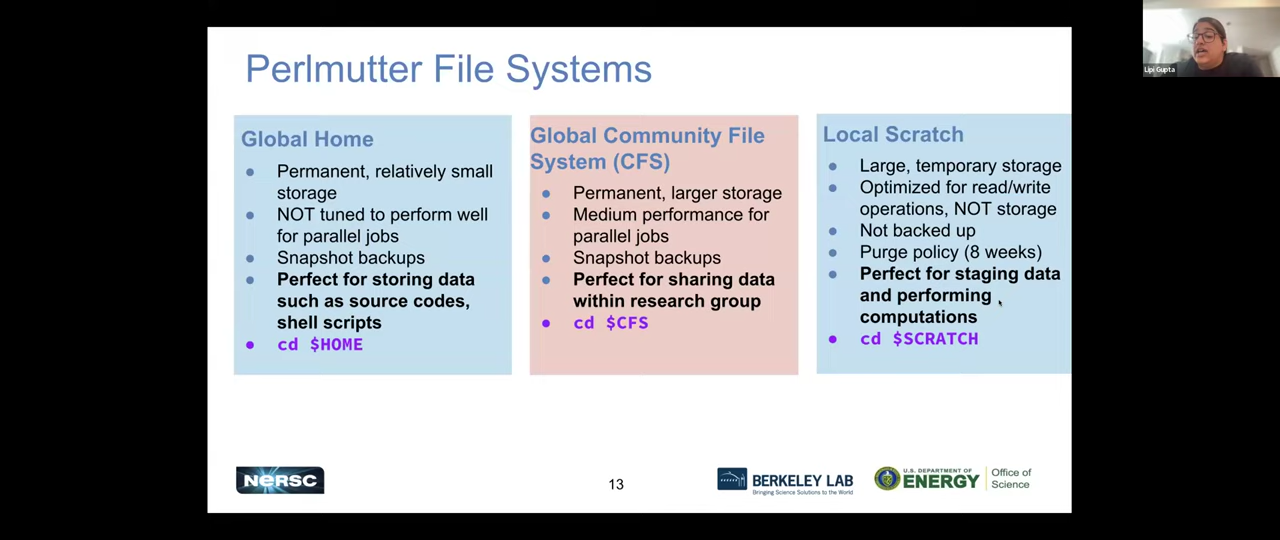 Perlmutter File Systems
Global Home
Permanent, relatively small
storage
NOT tuned to perform well
for parallel jobs
Snapshot backups
Perfect for storing data
such as source codes,
shell scripts
cd $HOME
Global Community File
System (CFS)
Permanent, larger storage
Medium performance for
parallel jobs
Snapshot backups
Perfect for sharing data
within research group
cd $CFS
Local Scratch
Large, temporary storage
Optimized for read/write
operations, NOT storage
Not backed up
Purge policy (8 weeks)
Perfect for staging data
and performing
computations
cd $SCRATCH
NERSC
13
BERKELEY LAB
Bringing Science Solutions to the World
U.S. DEPARTMENT OF
ENERGY
Office of
Science
Lipi Gupta